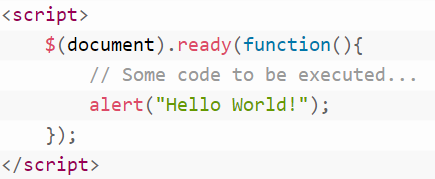 <script>
    $(document).ready(function(){
        // Some code to be executed...
        alert("Hello World!");
    });
</script>